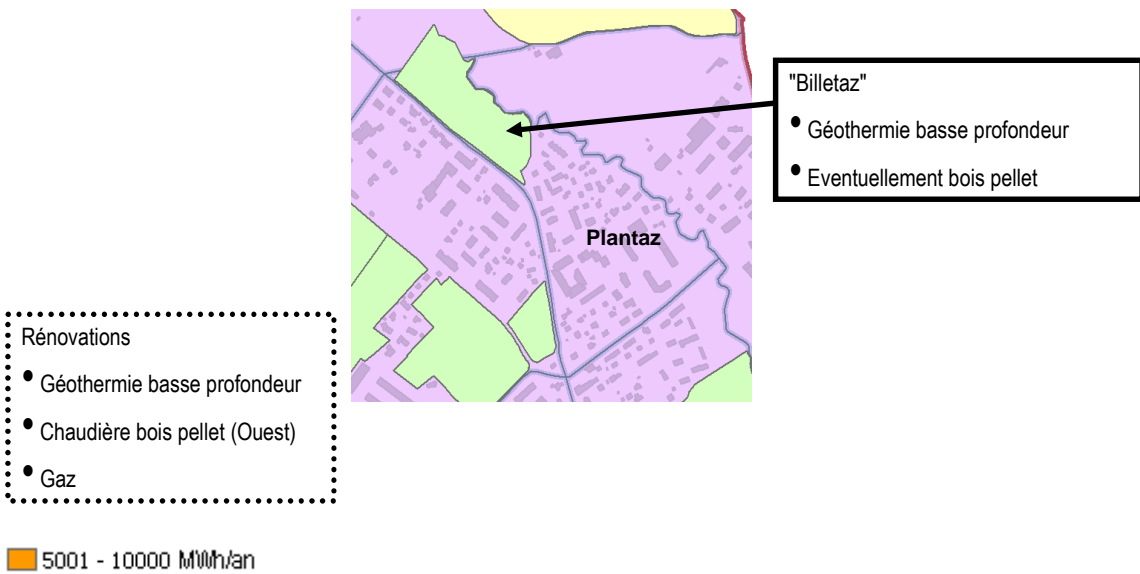 "Billetaz"
• Géothermie basse profondeur
• Eventuellement bois pellet
Plantaz
Rénovations
• Géothermie basse profondeur
• Chaudière bois pellet (Ouest)
• Gaz
5001 - 10000 MWh/an